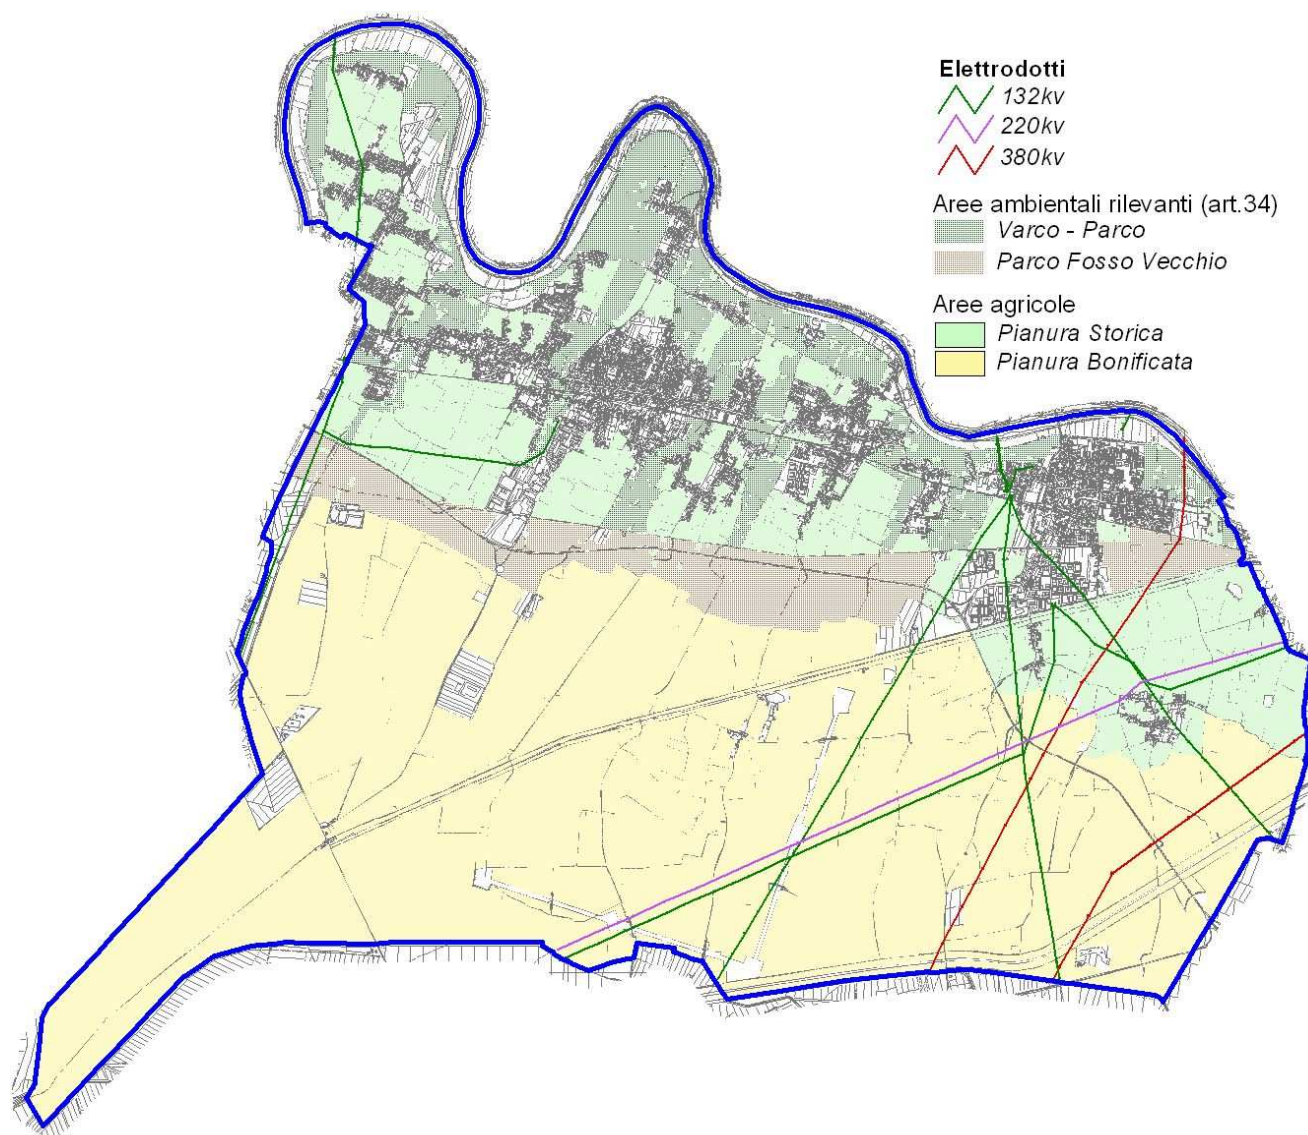 Elettrodotti
132kv
220kv
380kv
Aree ambientali rilevanti (art.34)
Varco - Parco
Parco Fosso Vecchio
Aree agricole
Pianura Storica
Pianura Bonificata